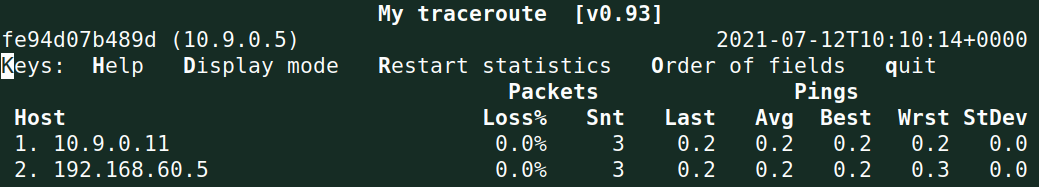 My traceroute  [v0.93]
fe94d07b489d (10.9.0.5)                                2021-07-12T10:10:14+0000
Keys:  Help   Display mode   Restart statistics   Order of fields   quit
                                       Packets               Pings
 Host                                Loss%   Snt   Last   Avg  Best  Wrst StDev
 1. 10.9.0.11                         0.0%     3    0.2   0.2   0.2   0.2   0.0
 2. 192.168.60.5                      0.0%     3    0.2   0.2   0.2   0.3   0.0